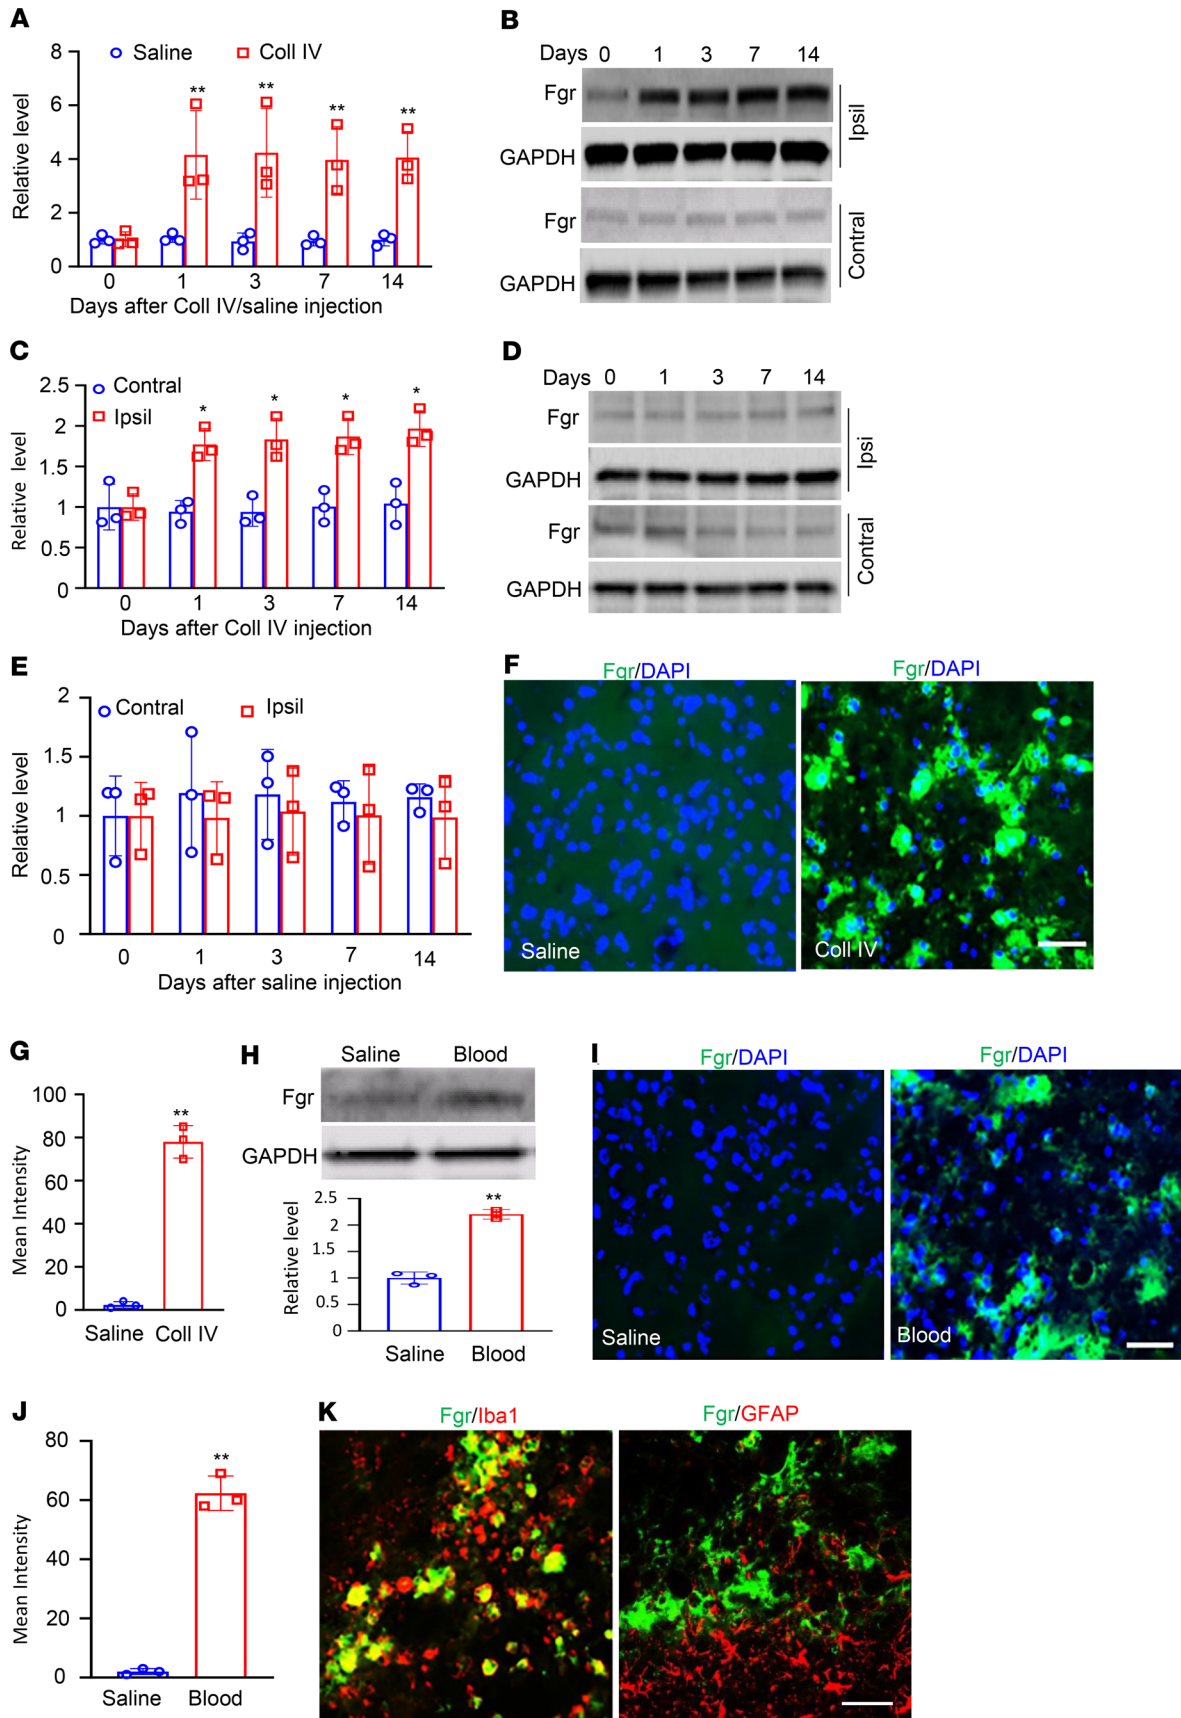 A
Saline Coll IV
8
6
4
2
0
Relative level
** ** ** **
0 1 3 7 14
Days after Coll IV/saline injection
B
Days 0 1 3 7 14
Fgr
GAPDH
Ipsil
Fgr
GAPDH
Contral
C
Contral
Ipsil
2.5
2
1.5
1
0.5
0
Relative level
* * * *
0 1 3 7 14
Days after Coll IV injection
D
Days 0 1 3 7 14
Fgr
GAPDH
Ipsi
Fgr
GAPDH
Contral
E
Contral Ipsil
2
1.5
1
0.5
0
Relative level
0 1 3 7 14
Days after saline injection
F
Fgr/DAPI Fgr/DAPI
Saline Coll IV
G
100
80
60
40
20
0
Mean Intensity
**
Saline Coll IV
H
Saline Blood
Fgr
GAPDH
2.5
2
1.5
1
0.5
0
Relative level
**
Saline Blood
I
Fgr/DAPI Fgr/DAPI
Saline Blood
J
80
60
40
20
0
Mean Intensity
**
Saline Blood
K
Fgr/Iba1 Fgr/GFAP